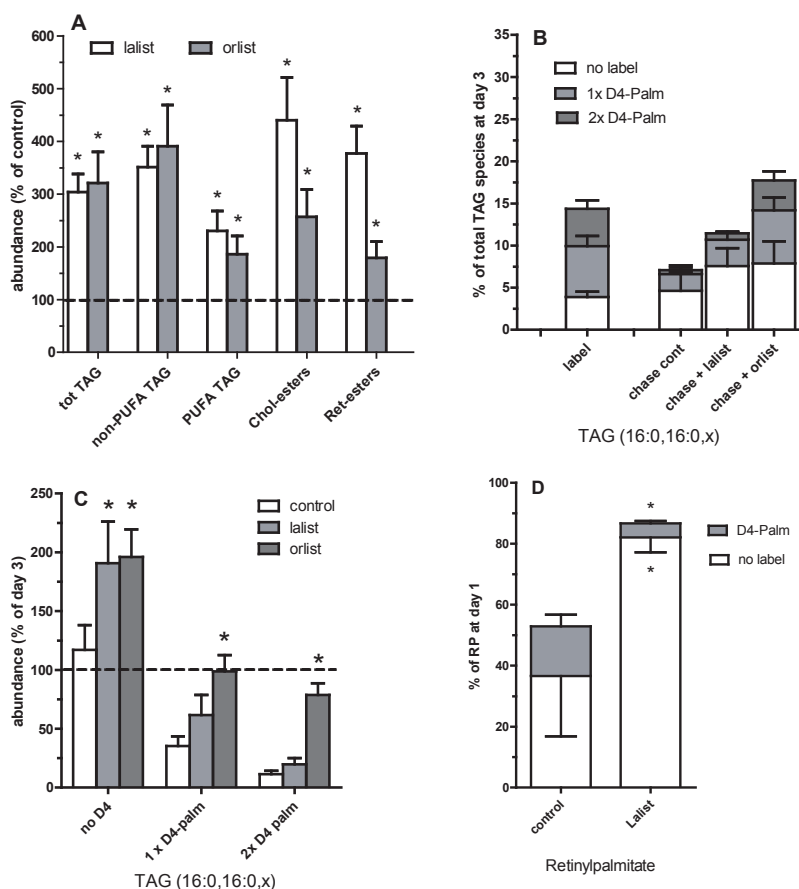 A
lalist
orlist
abundance (% of control)
600
500
400
300
200
100
0
* * * * * * * * * *
tot TAG
non-PUFA TAG
PUFA TAG
Chol-esters
Ret-esters
B
no label
1x D4-Palm
2x D4-Palm
% of total TAG species at day 3
35
30
25
20
15
10
5
0
label
chase cont
chase + lalist
chase + orlist
TAG (16:0,16:0,x)
C
control
lalist
orlist
abundance (% of day 3)
250
200
150
100
50
0
* * * *
no D4
1 x D4-palm
2x D4 palm
TAG (16:0,16:0,x)
D
D4-Palm
no label
% of RP at day 1
100
80
60
40
20
0
*
*
control
Lalist
Retinylpalmitate